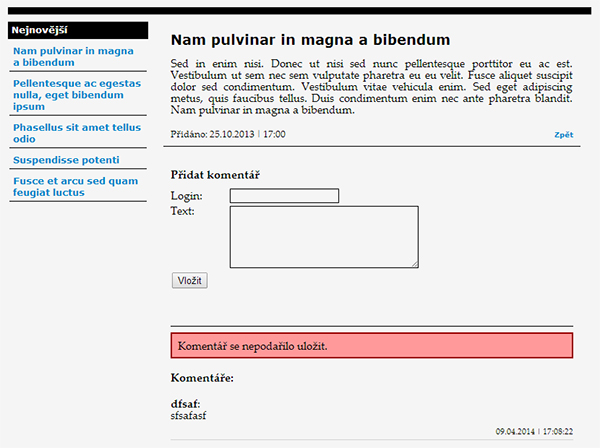 Nejnovější
Nam pulvinar in magna
a bibendum
Pellentesque ac egestas
nulla, eget bibendum
ipsum
Phasellus sit amet tellus
odio
Suspendisse potenti
Fusce et arcu sed quam
feugiat luctus
Nam pulvinar in magna a bibendum
Sed in enim nisi. Donec ut nisi sed nunc pellentesque porttitor eu ac est.
Vestibulum ut sem nec sem vulputate pharetra eu eu velit. Fusce aliquet suscipit
dolor sed condimentum. Vestibulum vitae vehicula enim. Sed eget adipiscing
metus, quis faucibus tellus. Duis condimentum enim nec ante pharetra blandit.
Nam pulvinar in magna a bibendum.
Přidáno: 25.10.2013 | 17:00 Zpět
Přidat komentář
Login:
Text:
Vložit
Komentář se nepodařilo uložit.
Komentáře:
dfsaf:
sfsafasf
09.04.2014 | 17:08:22